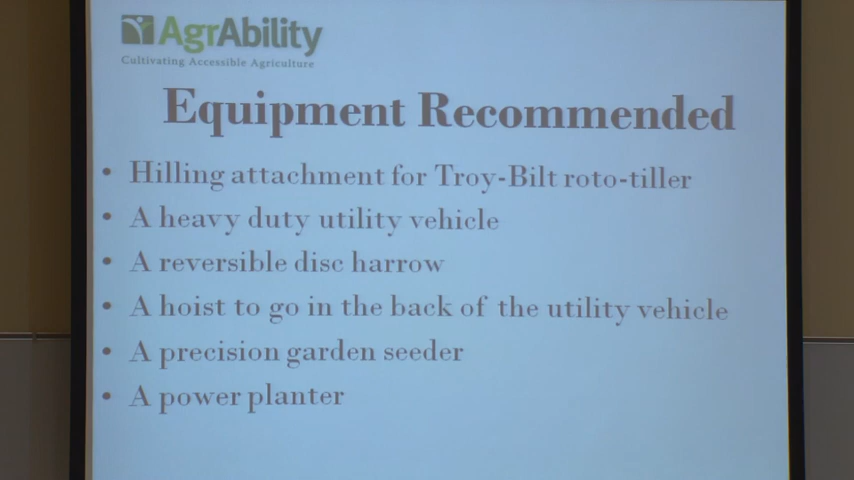 AgrAbility
Cultivating Accessible Agriculture
Equipment Recommended
• Hilling attachment for Troy-Bilt roto-tiller
• A heavy duty utility vehicle
• A reversible disc harrow
• A hoist to go in the back of the utility vehicle
• A precision garden seeder
• A power planter